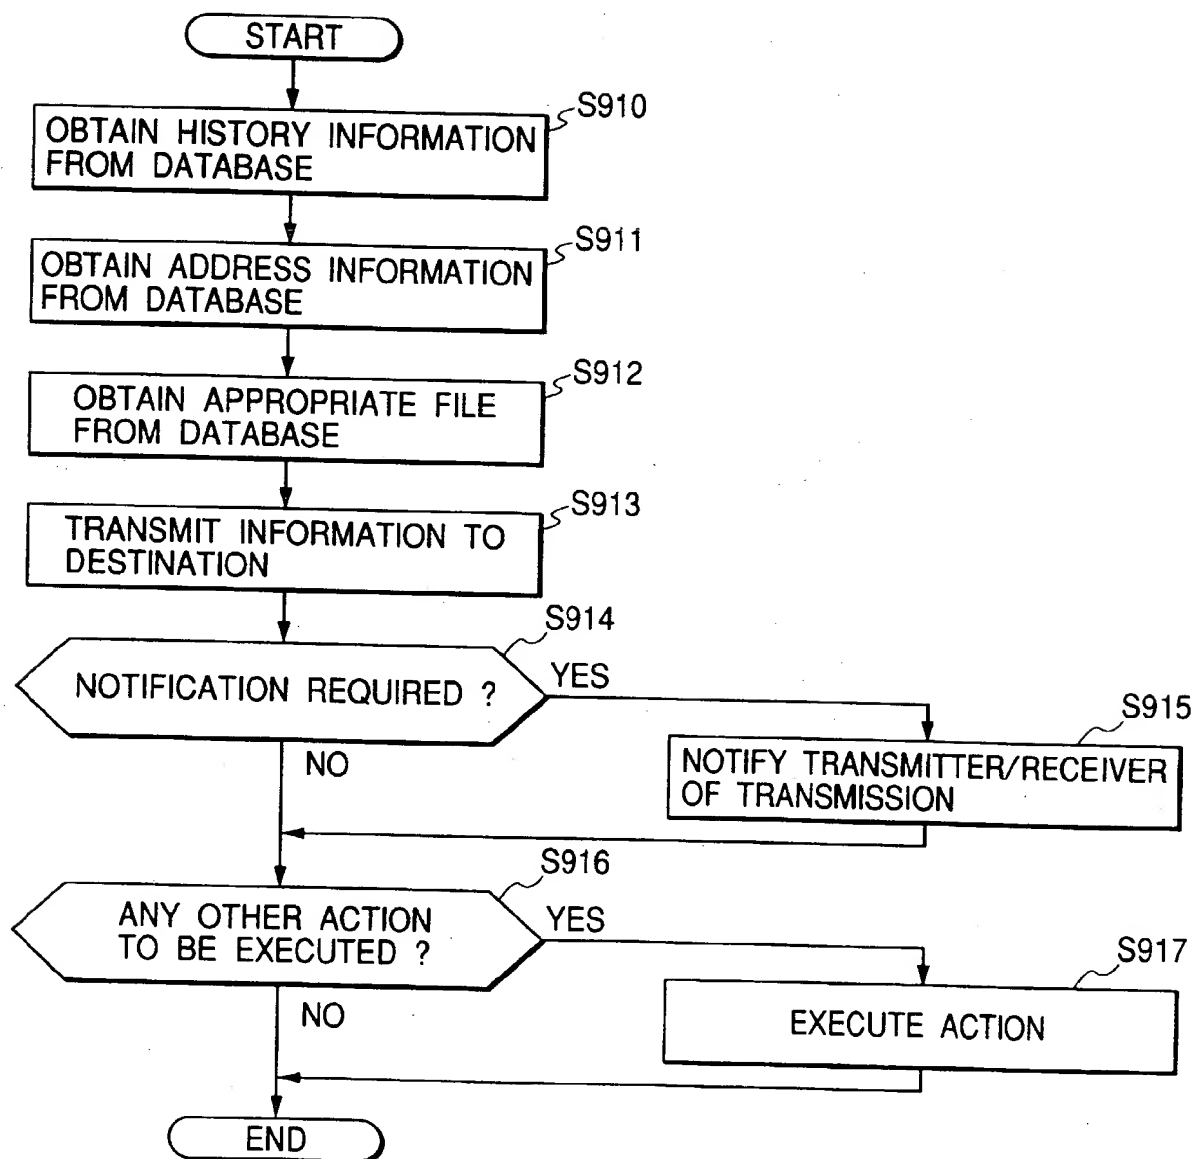 START
S910
OBTAIN HISTORY INFORMATION
FROM DATABASE
S911
OBTAIN ADDRESS INFORMATION
FROM DATABASE
S912
OBTAIN APPROPRIATE FILE
FROM DATABASE
S913
TRANSMIT INFORMATION TO
DESTINATION
S914
NOTIFICATION REQUIRED ?
YES
NO
S915
NOTIFY TRANSMITTER/RECEIVER
OF TRANSMISSION
S916
ANY OTHER ACTION
TO BE EXECUTED ?
YES
NO
S917
EXECUTE ACTION
END